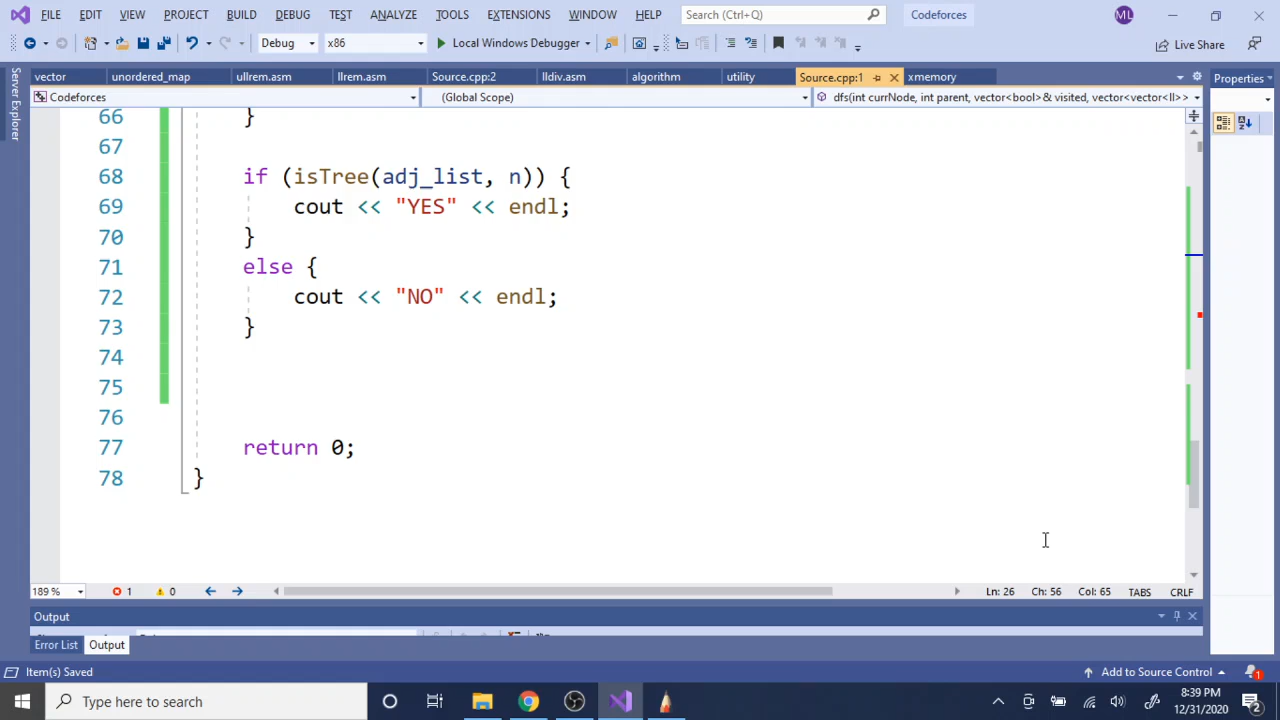 FILE EDIT VIEW PROJECT BUILD DEBUG TEST ANALYZE TOOLS EXTENSIONS WINDOW HELP Search (Ctrl+Q) Codeforces ML
Debug x86 Local Windows Debugger Live Share
vector unordered_map ullrem.asm llrem.asm Source.cpp:2 lldiv.asm algorithm utility Source.cpp:1 xmemory Properties
Codeforces (Global Scope) dfs(int currNode, int parent, vector<bool>& visited, vector<vector<ll>>
Server Explorer
66 }
67
68 if (isTree(adj_list, n)) {
69 cout << "YES" << endl;
70 }
71 else {
72 cout << "NO" << endl;
73 }
74
75
76
77 return 0;
78 }
189 % 1 0 Ln: 26 Ch: 56 Col: 65 TABS CRLF
Output
Error List Output
Item(s) Saved Add to Source Control 1
Type here to search 8:39 PM
12/31/2020 2